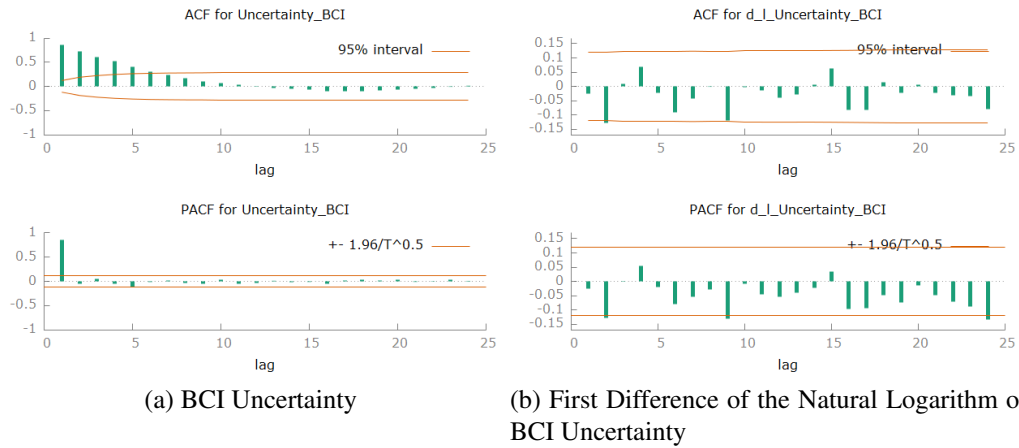 ACF for Uncertainty_BCI
1
0.5
0
-0.5
-1
95% interval
0 5 10 15 20 25
lag
PACF for Uncertainty_BCI
1
0.5
0
-0.5
-1
+- 1.96/T^0.5
0 5 10 15 20 25
lag
(a) BCI Uncertainty
ACF for d_l_Uncertainty_BCI
0.15
0.1
0.05
0
-0.05
-0.1
-0.15
95% interval
0 5 10 15 20 25
lag
PACF for d_l_Uncertainty_BCI
0.15
0.1
0.05
0
-0.05
-0.1
-0.15
+- 1.96/T^0.5
0 5 10 15 20 25
lag
(b) First Difference of the Natural Logarithm o
BCI Uncertainty